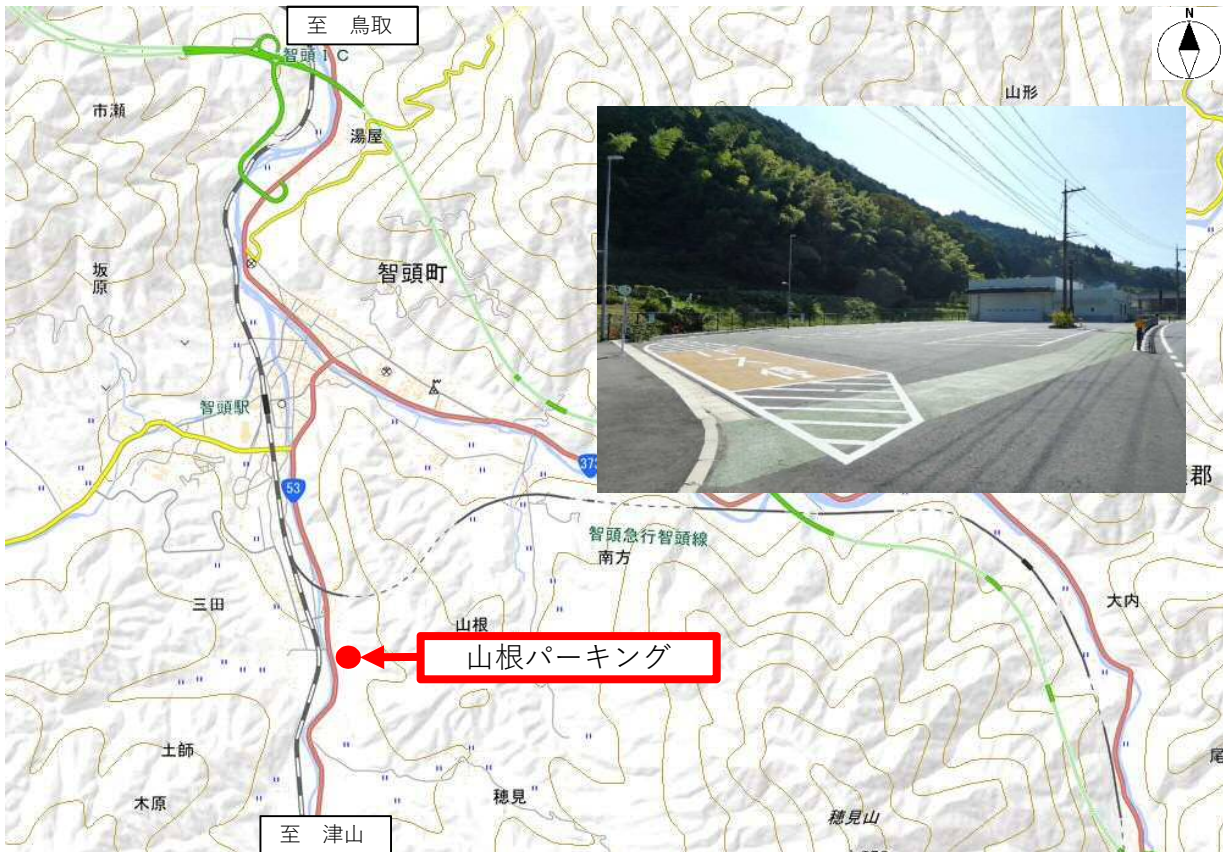 至 鳥取
N
智頭IC
市瀬
山形
湯屋
坂原
智頭町
智頭駅
373
53
郡
智頭急行智頭線
南方
三田
大内
山根
山根パーキング
土師
尾
木原
穂見
穂見山
至 津山